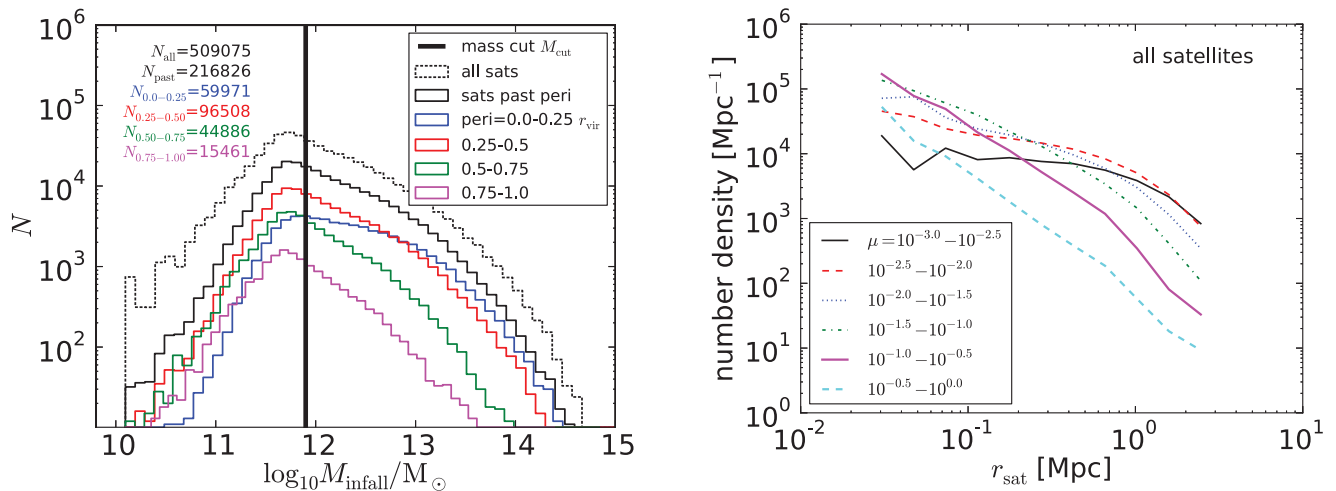 N_all=509075
N_past=216826
N_0.0−0.25=59971
N_0.25−0.50=96508
N_0.50−0.75=44886
N_0.75−1.00=15461
mass cut M_cut
all sats
sats past peri
peri=0.0-0.25 r_vir
0.25-0.5
0.5-0.75
0.75-1.0
10^6
10^5
10^4
10^3
10^2
N
10 11 12 13 14 15
log_10 M_infall/M_⊙
all satellites
10^6
10^5
10^4
10^3
10^2
10^1
10^0
number density [Mpc^−1]
μ=10^−3.0−10^−2.5
10^−2.5−10^−2.0
10^−2.0−10^−1.5
10^−1.5−10^−1.0
10^−1.0−10^−0.5
10^−0.5−10^0.0
10^−2 10^−1 10^0 10^1
r_sat [Mpc]